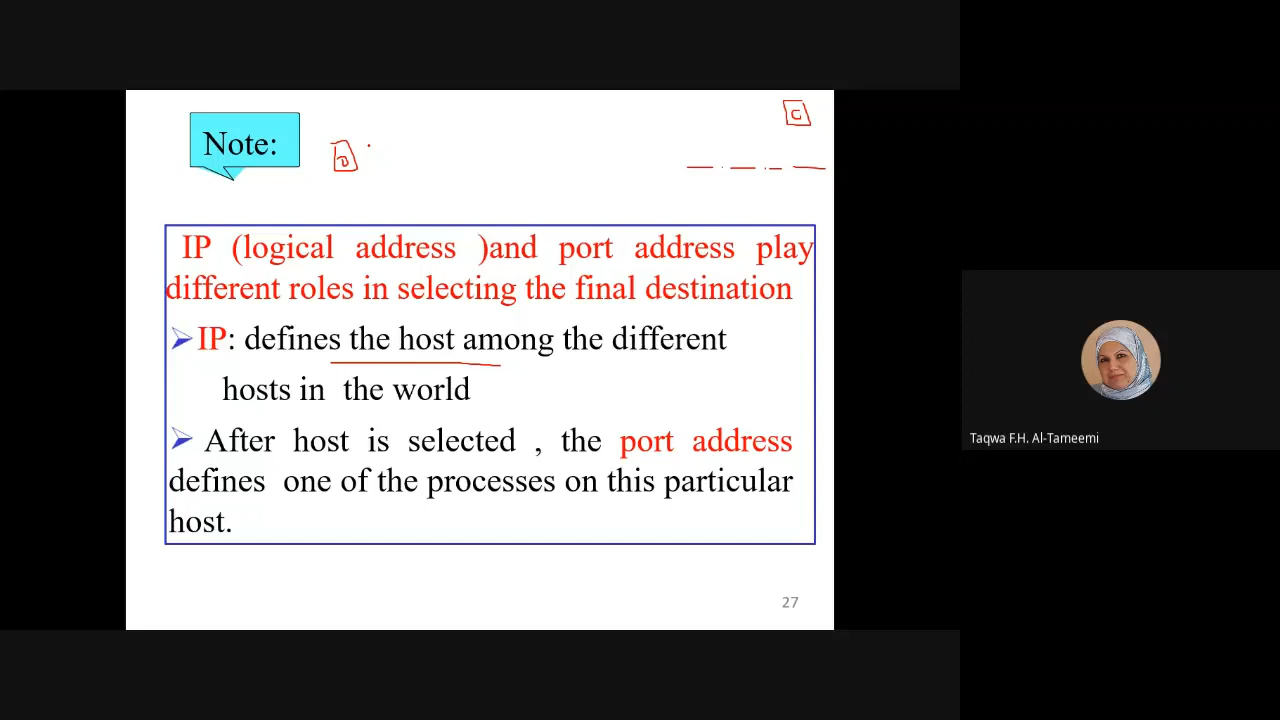 C
Note:
D
IP (logical address )and port address play
different roles in selecting the final destination
IP: defines the host among the different
hosts in the world
After host is selected , the port address
defines one of the processes on this particular
host.
Taqwa F.H. Al-Tameemi
27